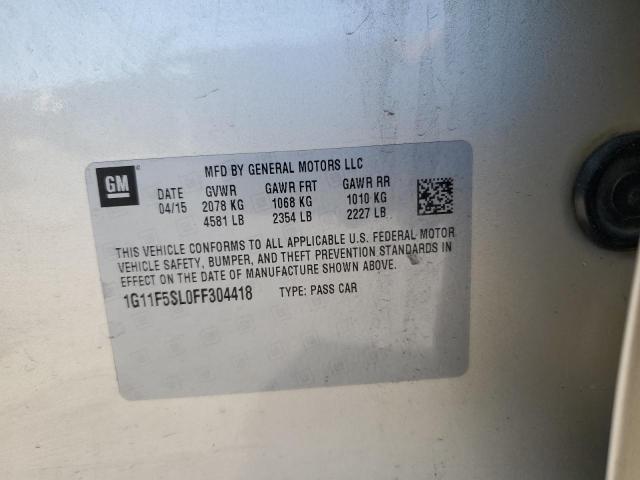 GM
MFD BY GENERAL MOTORS LLC
DATE GVWR GAWR FRT GAWR RR
04/15 2078 KG 1068 KG 1010 KG
4581 LB 2354 LB 2227 LB
THIS VEHICLE CONFORMS TO ALL APPLICABLE U.S. FEDERAL MOTOR
VEHICLE SAFETY, BUMPER, AND THEFT PREVENTION STANDARDS IN
EFFECT ON THE DATE OF MANUFACTURE SHOWN ABOVE.
1G11F5SL0FF304418 TYPE: PASS CAR